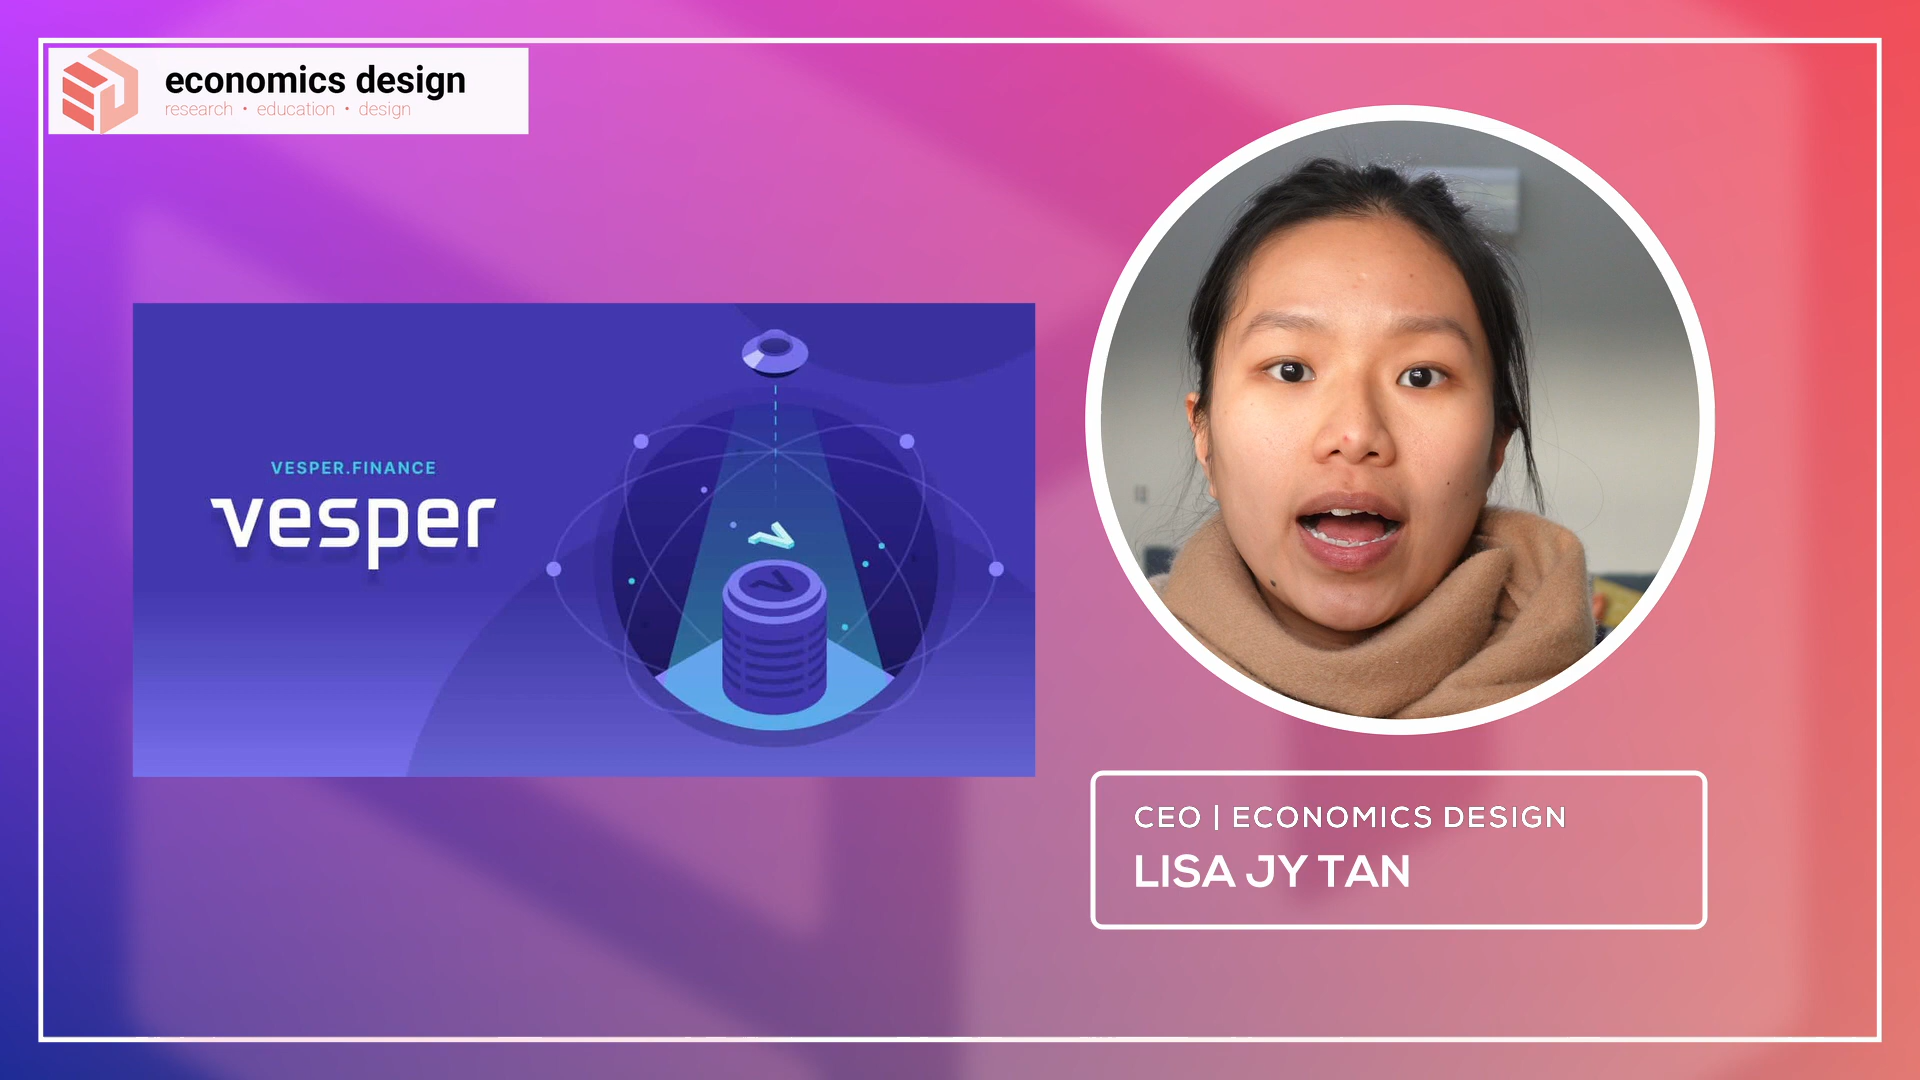 economics design
research • education • design
VESPER.FINANCE
vesper
CEO | ECONOMICS DESIGN
LISA JY TAN